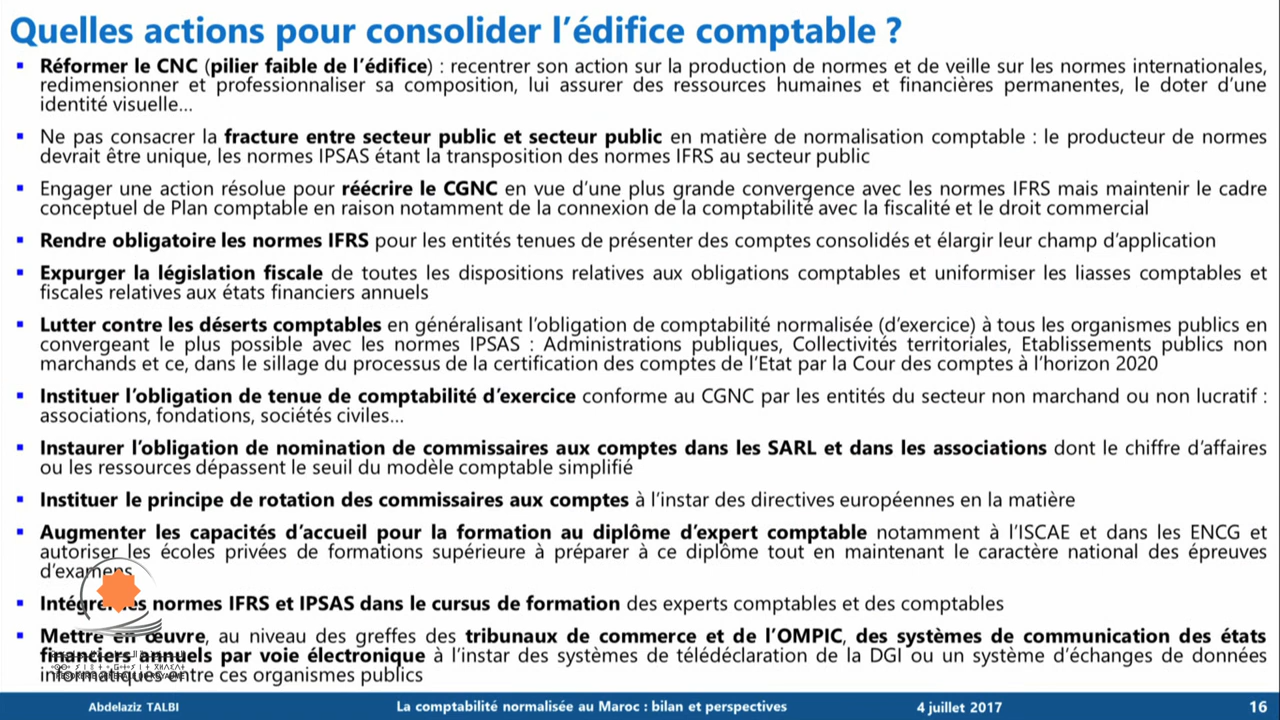 Quelles actions pour consolider l’édifice comptable ?
▪ Réformer le CNC (pilier faible de l’édifice) : recentrer son action sur la production de normes et de veille sur les normes internationales,
redimensionner et professionnaliser sa composition, lui assurer des ressources humaines et financières permanentes, le doter d’une
identité visuelle...
▪ Ne pas consacrer la fracture entre secteur public et secteur public en matière de normalisation comptable : le producteur de normes
devrait être unique, les normes IPSAS étant la transposition des normes IFRS au secteur public
▪ Engager une action résolue pour réécrire le CGNC en vue d’une plus grande convergence avec les normes IFRS mais maintenir le cadre
conceptuel de Plan comptable en raison notamment de la connexion de la comptabilité avec la fiscalité et le droit commercial
▪ Rendre obligatoire les normes IFRS pour les entités tenues de présenter des comptes consolidés et élargir leur champ d’application
▪ Expurger la législation fiscale de toutes les dispositions relatives aux obligations comptables et uniformiser les liasses comptables et
fiscales relatives aux états financiers annuels
▪ Lutter contre les déserts comptables en généralisant l’obligation de comptabilité normalisée (d’exercice) à tous les organismes publics en
convergeant le plus possible avec les normes IPSAS : Administrations publiques, Collectivités territoriales, Etablissements publics non
marchands et ce, dans le sillage du processus de la certification des comptes de l’Etat par la Cour des comptes à l’horizon 2020
▪ Instituer l’obligation de tenue de comptabilité d’exercice conforme au CGNC par les entités du secteur non marchand ou non lucratif :
associations, fondations, sociétés civiles...
▪ Instaurer l’obligation de nomination de commissaires aux comptes dans les SARL et dans les associations dont le chiffre d’affaires
ou les ressources dépassent le seuil du modèle comptable simplifié
▪ Instituer le principe de rotation des commissaires aux comptes à l’instar des directives européennes en la matière
▪ Augmenter les capacités d’accueil pour la formation au diplôme d’expert comptable notamment à l’ISCAE et dans les ENCG et
autoriser les écoles privées de formations supérieure à préparer à ce diplôme tout en maintenant le caractère national des épreuves
d’examens
▪ Intégrer les normes IFRS et IPSAS dans le cursus de formation des experts comptables et des comptables
▪ Mettre en œuvre, au niveau des greffes des tribunaux de commerce et de l’OMPIC, des systèmes de communication des états
financiers annuels par voie électronique à l’instar des systèmes de télédéclaration de la DGI ou un système d’échanges de données
informatiques entre ces organismes publics
Abdelaziz TALBI
La comptabilité normalisée au Maroc : bilan et perspectives
4 juillet 2017
16